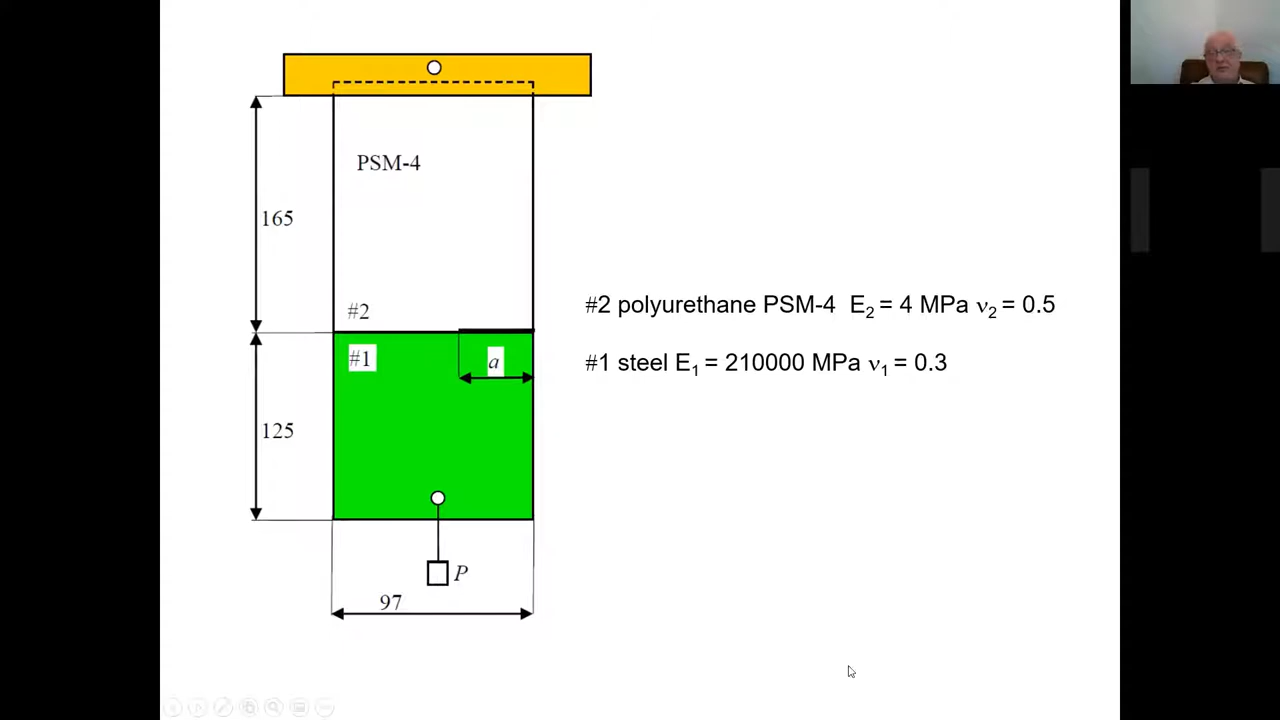 PSM-4
165
#2
#2 polyurethane PSM-4 E₂ = 4 MPa ν₂ = 0.5
#1
a
#1 steel E₁ = 210000 MPa ν₁ = 0.3
125
P
97